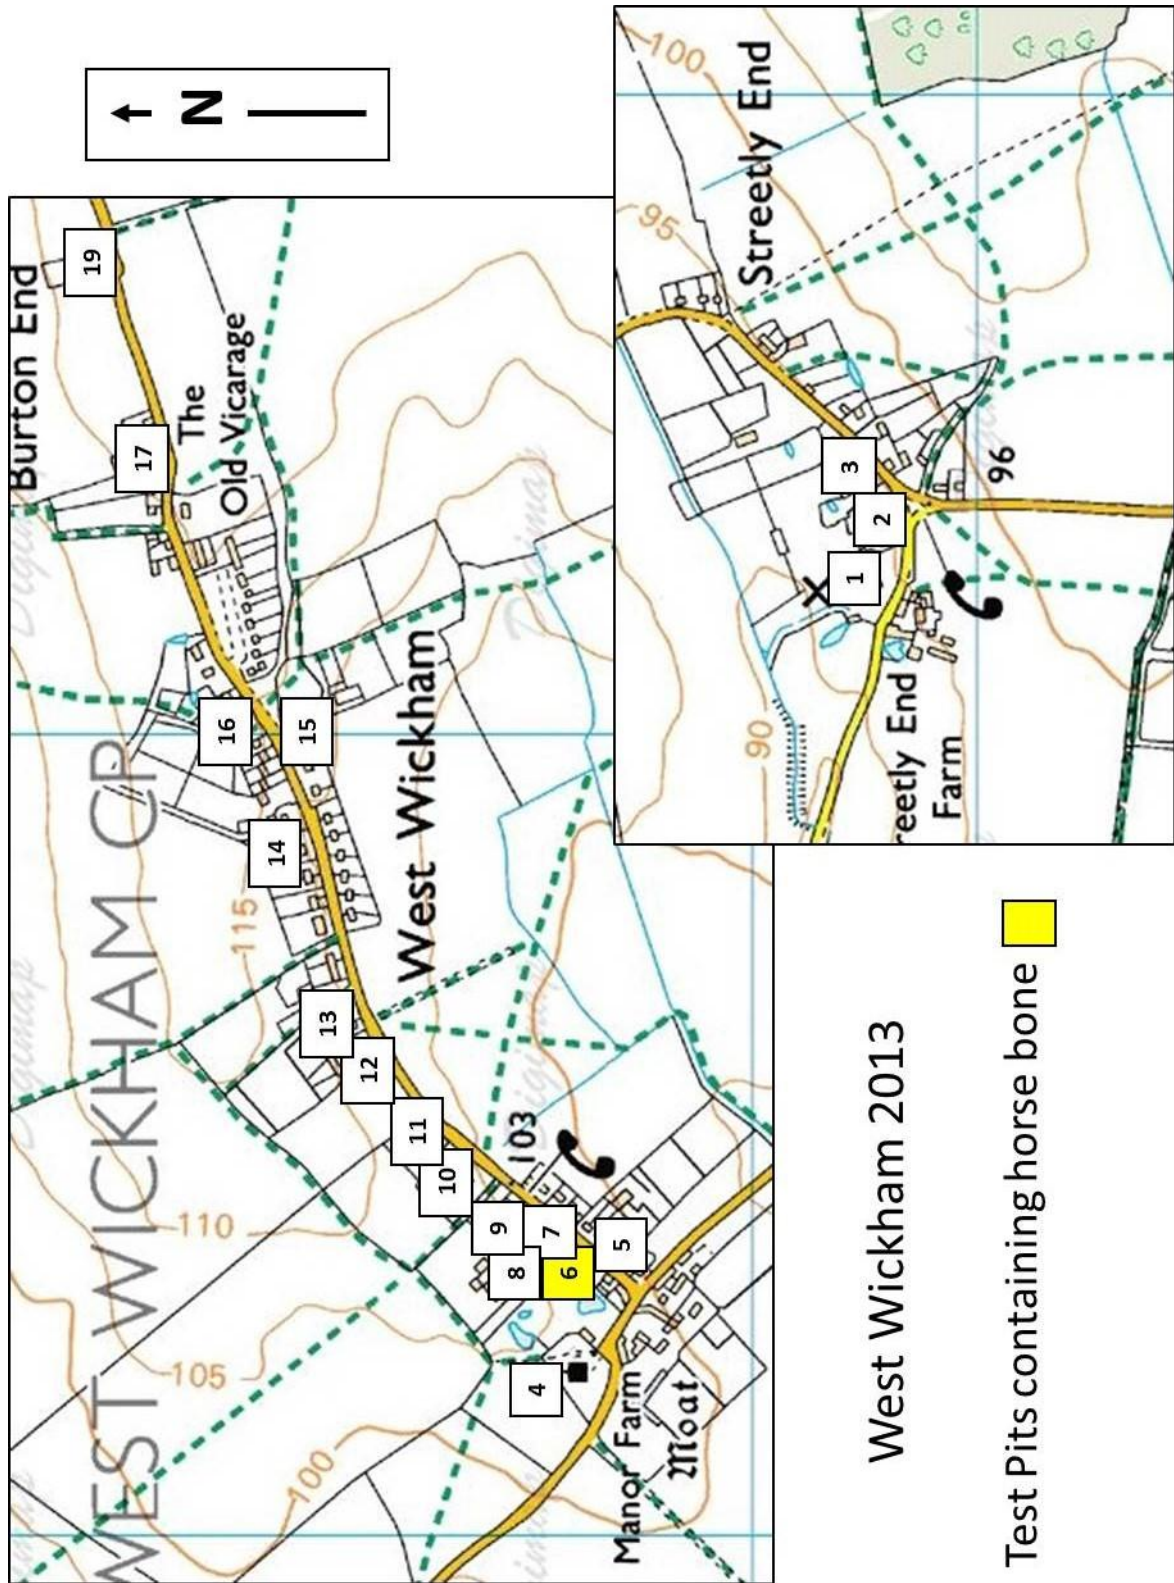 N
WEST WICKHAM CP
Burton End
19
17
The
Old Vicarage
16
15
14
115
West Wickham
13
12
11
10
110
103
9
7
8
6
5
105
4
100
Manor Farm
Moat
100
95
Streetly End
3
2
1
96
90
reetly End
Farm
West Wickham 2013
Test Pits containing horse bone